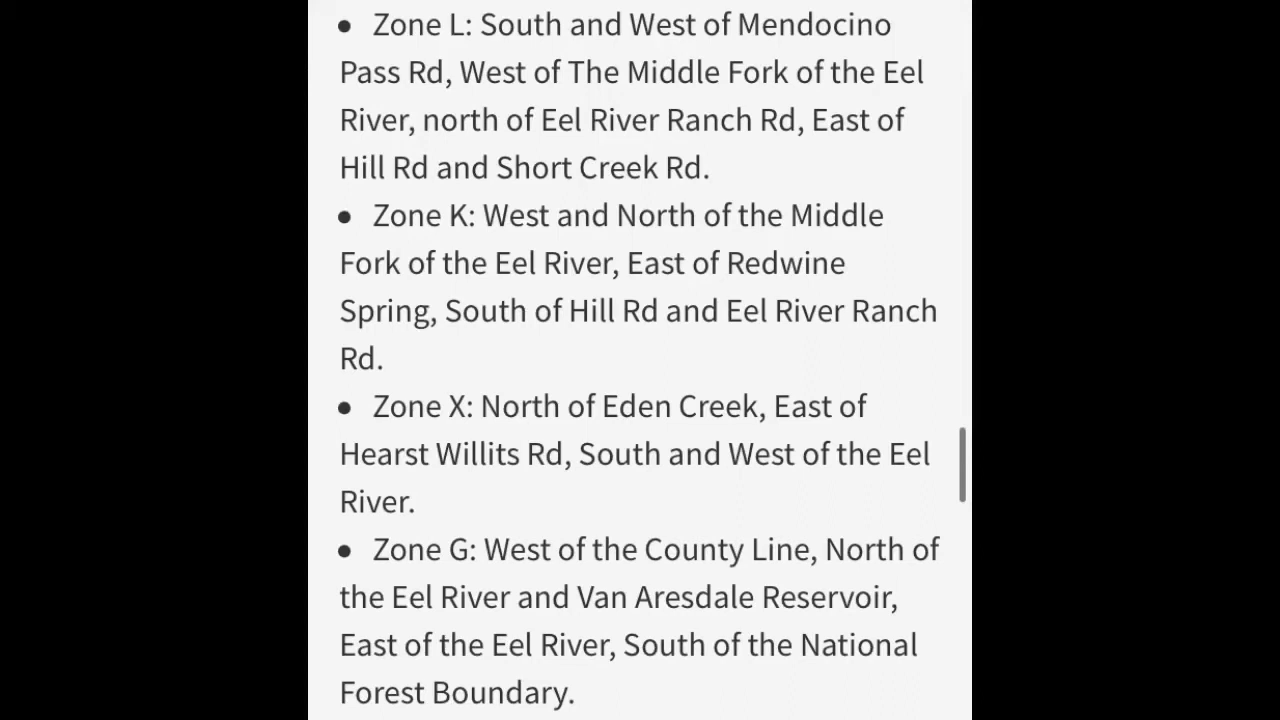 ● Zone L: South and West of Mendocino
Pass Rd, West of The Middle Fork of the Eel
River, north of Eel River Ranch Rd, East of
Hill Rd and Short Creek Rd.
● Zone K: West and North of the Middle
Fork of the Eel River, East of Redwine
Spring, South of Hill Rd and Eel River Ranch
Rd.
● Zone X: North of Eden Creek, East of
Hearst Willits Rd, South and West of the Eel
River.
● Zone G: West of the County Line, North of
the Eel River and Van Aresdale Reservoir,
East of the Eel River, South of the National
Forest Boundary.